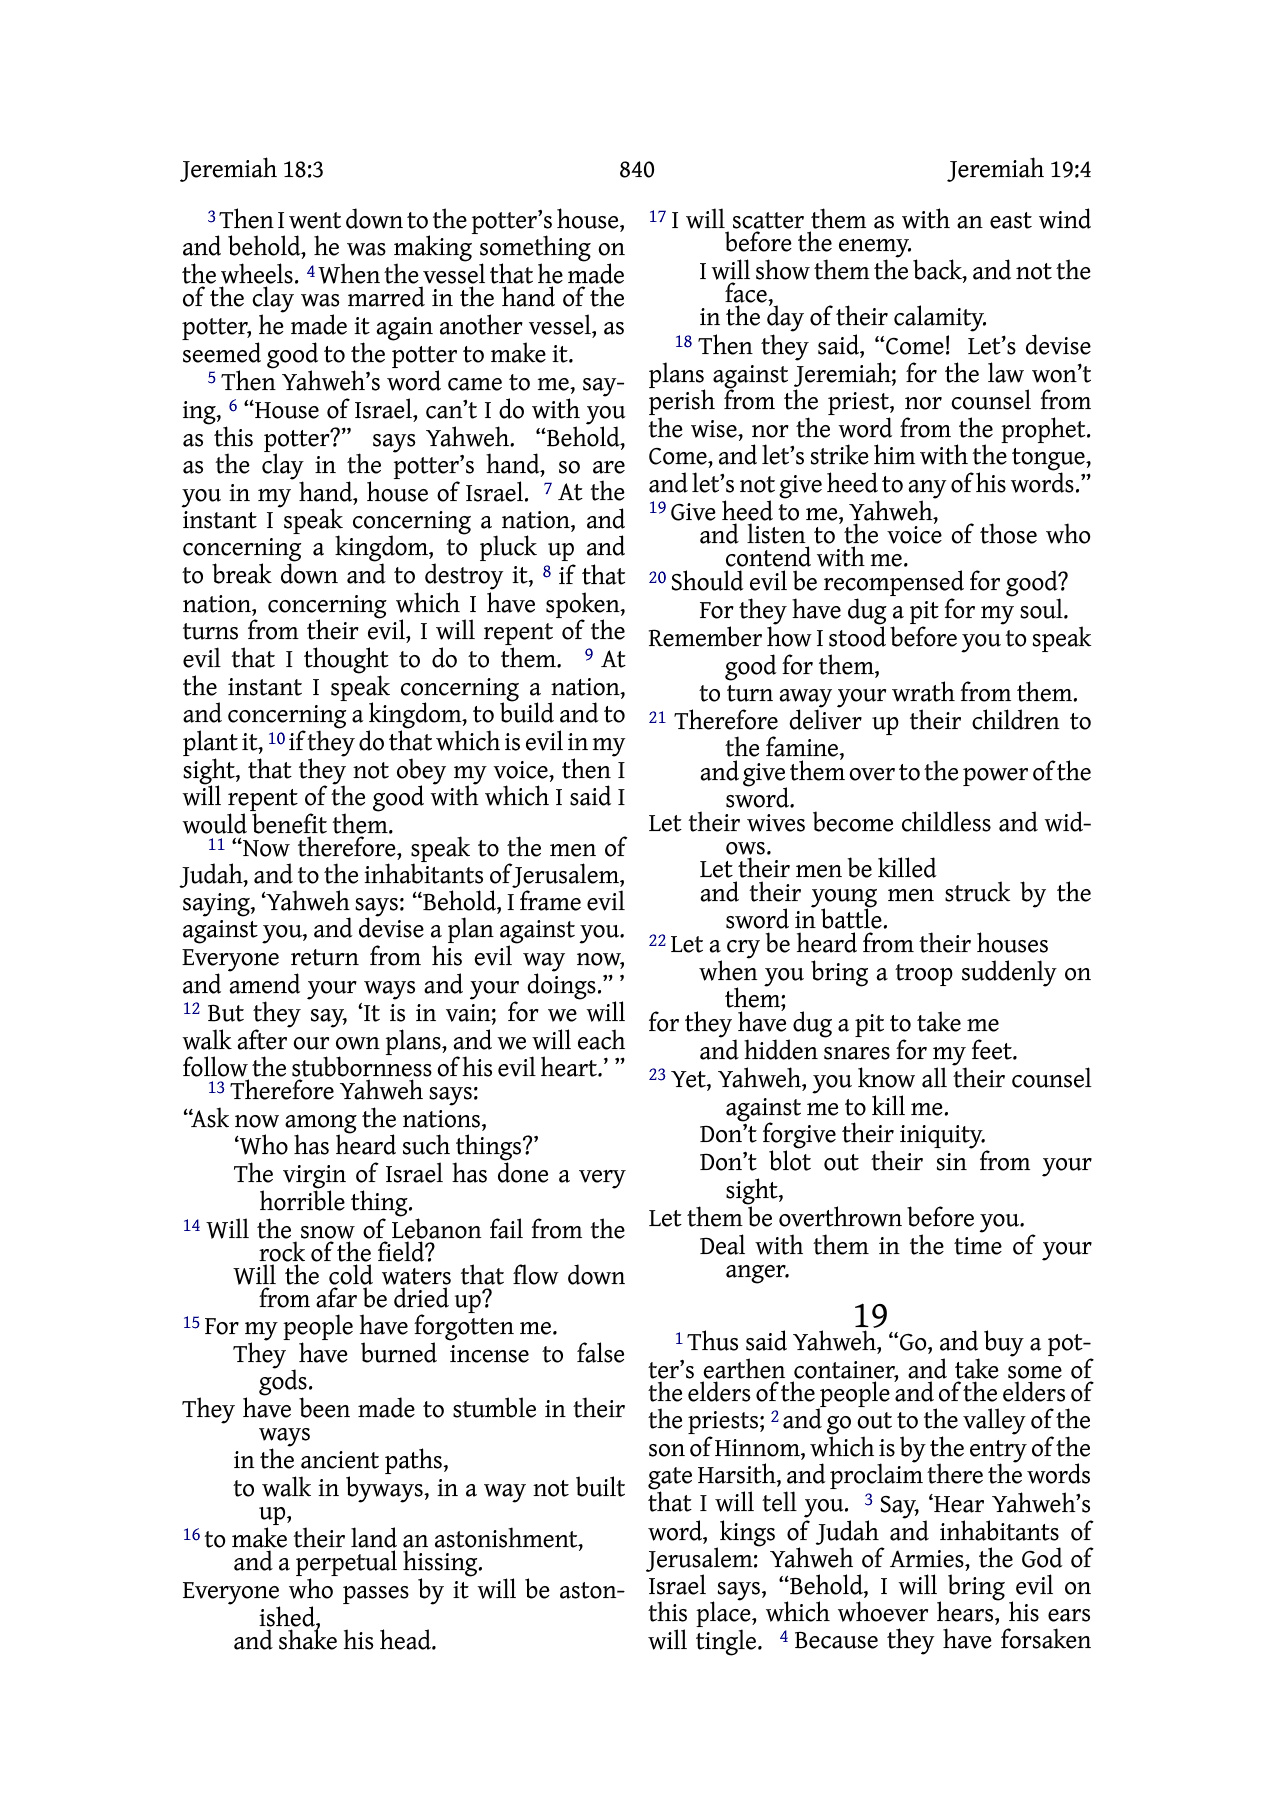 Jeremiah 18:3
840
Jeremiah 19:4
3 Then I went down to the potter’s house,
and behold, he was making something on
the wheels. 4 When the vessel that he made
of the clay was marred in the hand of the
potter, he made it again another vessel, as
seemed good to the potter to make it.
5 Then Yahweh’s word came to me, say-
ing, 6 “House of Israel, can’t I do with you
as this potter?” says Yahweh. “Behold,
as the clay in the potter’s hand, so are
you in my hand, house of Israel. 7 At the
instant I speak concerning a nation, and
concerning a kingdom, to pluck up and
to break down and to destroy it, 8 if that
nation, concerning which I have spoken,
turns from their evil, I will repent of the
evil that I thought to do to them. 9 At
the instant I speak concerning a nation,
and concerning a kingdom, to build and to
plant it, 10 if they do that which is evil in my
sight, that they not obey my voice, then I
will repent of the good with which I said I
would benefit them.
11 “Now therefore, speak to the men of
Judah, and to the inhabitants of Jerusalem,
saying, ‘Yahweh says: “Behold, I frame evil
against you, and devise a plan against you.
Everyone return from his evil way now,
and amend your ways and your doings.” ’
12 But they say, ‘It is in vain; for we will
walk after our own plans, and we will each
follow the stubbornness of his evil heart.’ ”
13 Therefore Yahweh says:
“Ask now among the nations,
‘Who has heard such things?’
The virgin of Israel has done a very
horrible thing.
14 Will the snow of Lebanon fail from the
rock of the field?
Will the cold waters that flow down
from afar be dried up?
15 For my people have forgotten me.
They have burned incense to false
gods.
They have been made to stumble in their
ways
in the ancient paths,
to walk in byways, in a way not built
up,
16 to make their land an astonishment,
and a perpetual hissing.
Everyone who passes by it will be aston-
ished,
and shake his head.
17 I will scatter them as with an east wind
before the enemy.
I will show them the back, and not the
face,
in the day of their calamity.
18 Then they said, “Come! Let’s devise
plans against Jeremiah; for the law won’t
perish from the priest, nor counsel from
the wise, nor the word from the prophet.
Come, and let’s strike him with the tongue,
and let’s not give heed to any of his words.”
19 Give heed to me, Yahweh,
and listen to the voice of those who
contend with me.
20 Should evil be recompensed for good?
For they have dug a pit for my soul.
Remember how I stood before you to speak
good for them,
to turn away your wrath from them.
21 Therefore deliver up their children to
the famine,
and give them over to the power of the
sword.
Let their wives become childless and wid-
ows.
Let their men be killed
and their young men struck by the
sword in battle.
22 Let a cry be heard from their houses
when you bring a troop suddenly on
them;
for they have dug a pit to take me
and hidden snares for my feet.
23 Yet, Yahweh, you know all their counsel
against me to kill me.
Don’t forgive their iniquity.
Don’t blot out their sin from your
sight,
Let them be overthrown before you.
Deal with them in the time of your
anger.
19
1 Thus said Yahweh, “Go, and buy a pot-
ter’s earthen container, and take some of
the elders of the people and of the elders of
the priests; 2 and go out to the valley of the
son of Hinnom, which is by the entry of the
gate Harsith, and proclaim there the words
that I will tell you. 3 Say, ‘Hear Yahweh’s
word, kings of Judah and inhabitants of
Jerusalem: Yahweh of Armies, the God of
Israel says, “Behold, I will bring evil on
this place, which whoever hears, his ears
will tingle. 4 Because they have forsaken